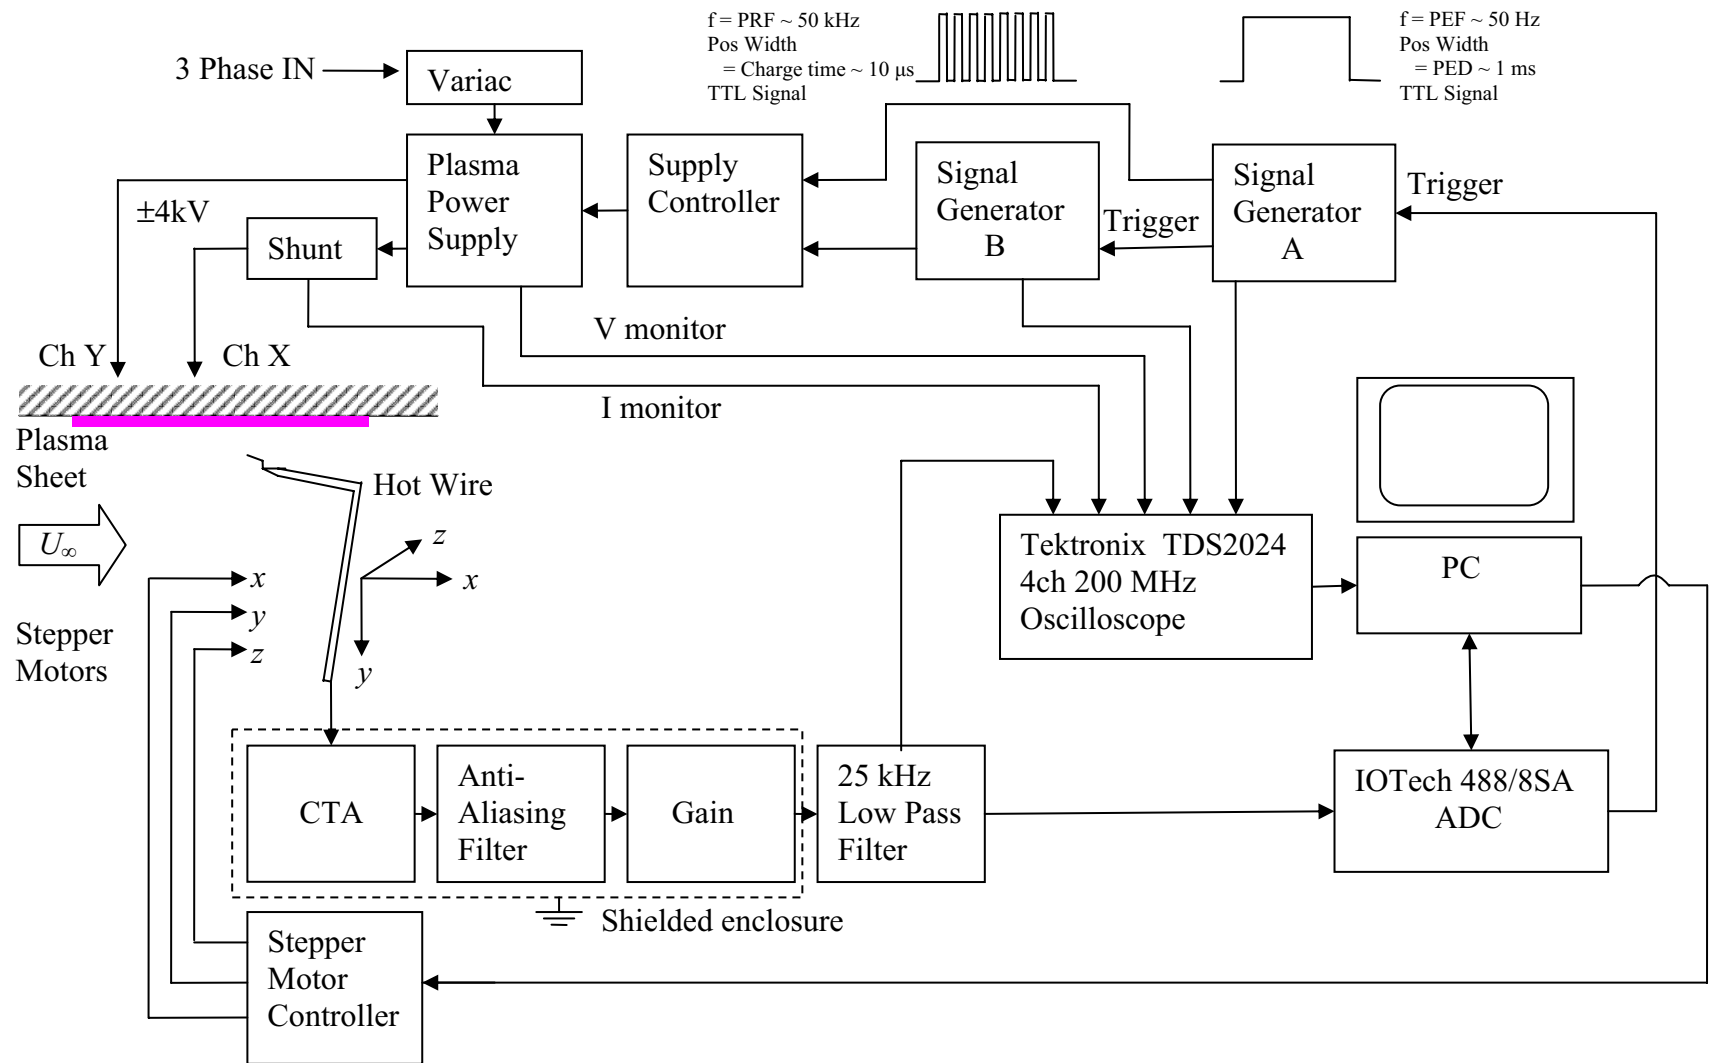 f = PRF ~ 50 kHz
Pos Width
= Charge time ~ 10 μs
TTL Signal
f = PEF ~ 50 Hz
Pos Width
= PED ~ 1 ms
TTL Signal
3 Phase IN
Variac
Plasma
Power
Supply
Supply
Controller
Signal
Generator
B
Trigger
Signal
Generator
A
Trigger
±4kV
Shunt
V monitor
Ch Y
Ch X
I monitor
Plasma
Sheet
Hot Wire
U∞
z
x
y
x
y
z
Stepper
Motors
Tektronix TDS2024
4ch 200 MHz
Oscilloscope
PC
CTA
Anti-
Aliasing
Filter
Gain
25 kHz
Low Pass
Filter
IOTech 488/8SA
ADC
Shielded enclosure
Stepper
Motor
Controller